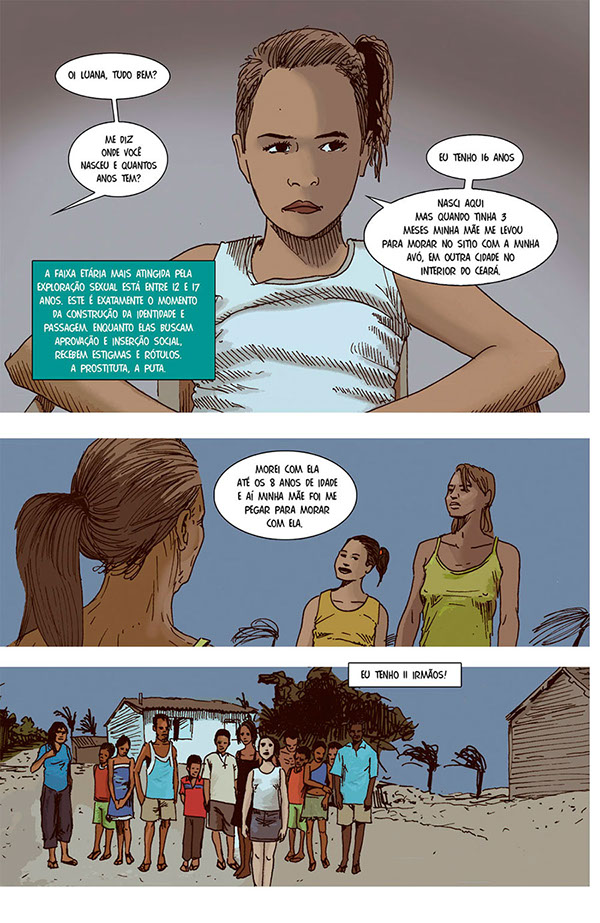 OI LUANA, TUDO BEM?
ME DIZ
ONDE VOCÊ
NASCEU E QUANTOS
ANOS TEM?
EU TENHO 16 ANOS
NASCI AQUI
MAS QUANDO TINHA 3
MESES MINHA MÃE ME LEVOU
PARA MORAR NO SITIO COM A MINHA
AVÓ, EM OUTRA CIDADE NO
INTERIOR DO CEARÁ.
A FAIXA ETÁRIA MAIS ATINGIDA PELA
EXPLORAÇÃO SEXUAL ESTÁ ENTRE 12 E 17
ANOS. ESTE É EXATAMENTE O MOMENTO
DA CONSTRUÇÃO DA IDENTIDADE E
PASSAGEM. ENQUANTO ELAS BUSCAM
APROVAÇÃO E INSERÇÃO SOCIAL,
RECEBEM ESTIGMAS E RÓTULOS.
A PROSTITUTA, A PUTA.
MOREI COM ELA
ATÉ OS 8 ANOS DE IDADE
E AÍ MINHA MÃE FOI ME
PEGAR PARA MORAR
COM ELA.
EU TENHO 11 IRMÃOS!